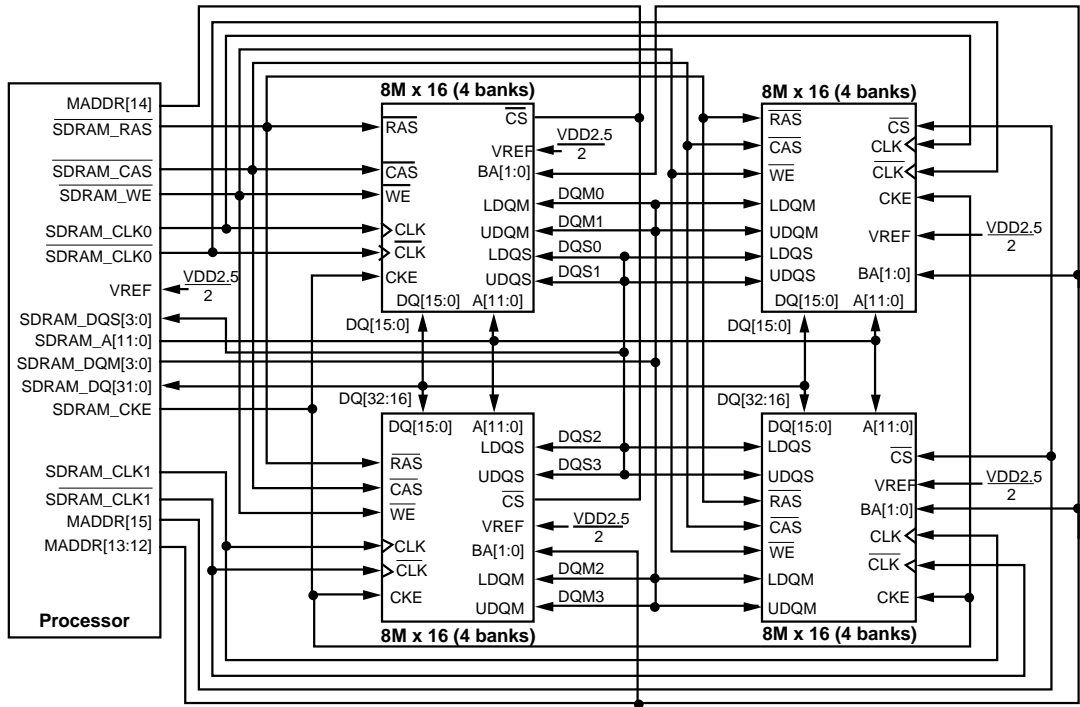 MADDR[14]
SDRAM_RAS
SDRAM_CAS
SDRAM_WE
SDRAM_CLK0
SDRAM_CLK0
VREF
VDD2.5
2
SDRAM_DQS[3:0]
SDRAM_A[11:0]
SDRAM_DQM[3:0]
SDRAM_DQ[31:0]
SDRAM_CKE
SDRAM_CLK1
SDRAM_CLK1
MADDR[15]
MADDR[13:12]
Processor
8M x 16 (4 banks)
RAS
CAS
WE
CLK
CLK
CKE
CS
VREF
VDD2.5
2
BA[1:0]
LDQM
UDQM
LDQS
UDQS
DQ[15:0]
A[11:0]
DQM0
DQM1
DQS0
DQS1
DQ[15:0]
8M x 16 (4 banks)
RAS
CAS
WE
LDQM
UDQM
LDQS
UDQS
DQ[15:0]
A[11:0]
CS
CLK
CLK
CKE
VREF
VDD2.5
2
BA[1:0]
DQ[15:0]
DQ[32:16]
DQ[15:0]
A[11:0]
LDQS
UDQS
RAS
CAS
WE
CS
VREF
VDD2.5
2
BA[1:0]
CLK
CLK
CKE
LDQM
UDQM
8M x 16 (4 banks)
DQS2
DQS3
DQM2
DQM3
DQ[32:16]
DQ[15:0]
A[11:0]
LDQS
UDQS
RAS
CAS
WE
LDQM
UDQM
CS
VREF
VDD2.5
2
BA[1:0]
CLK
CLK
CKE
8M x 16 (4 banks)